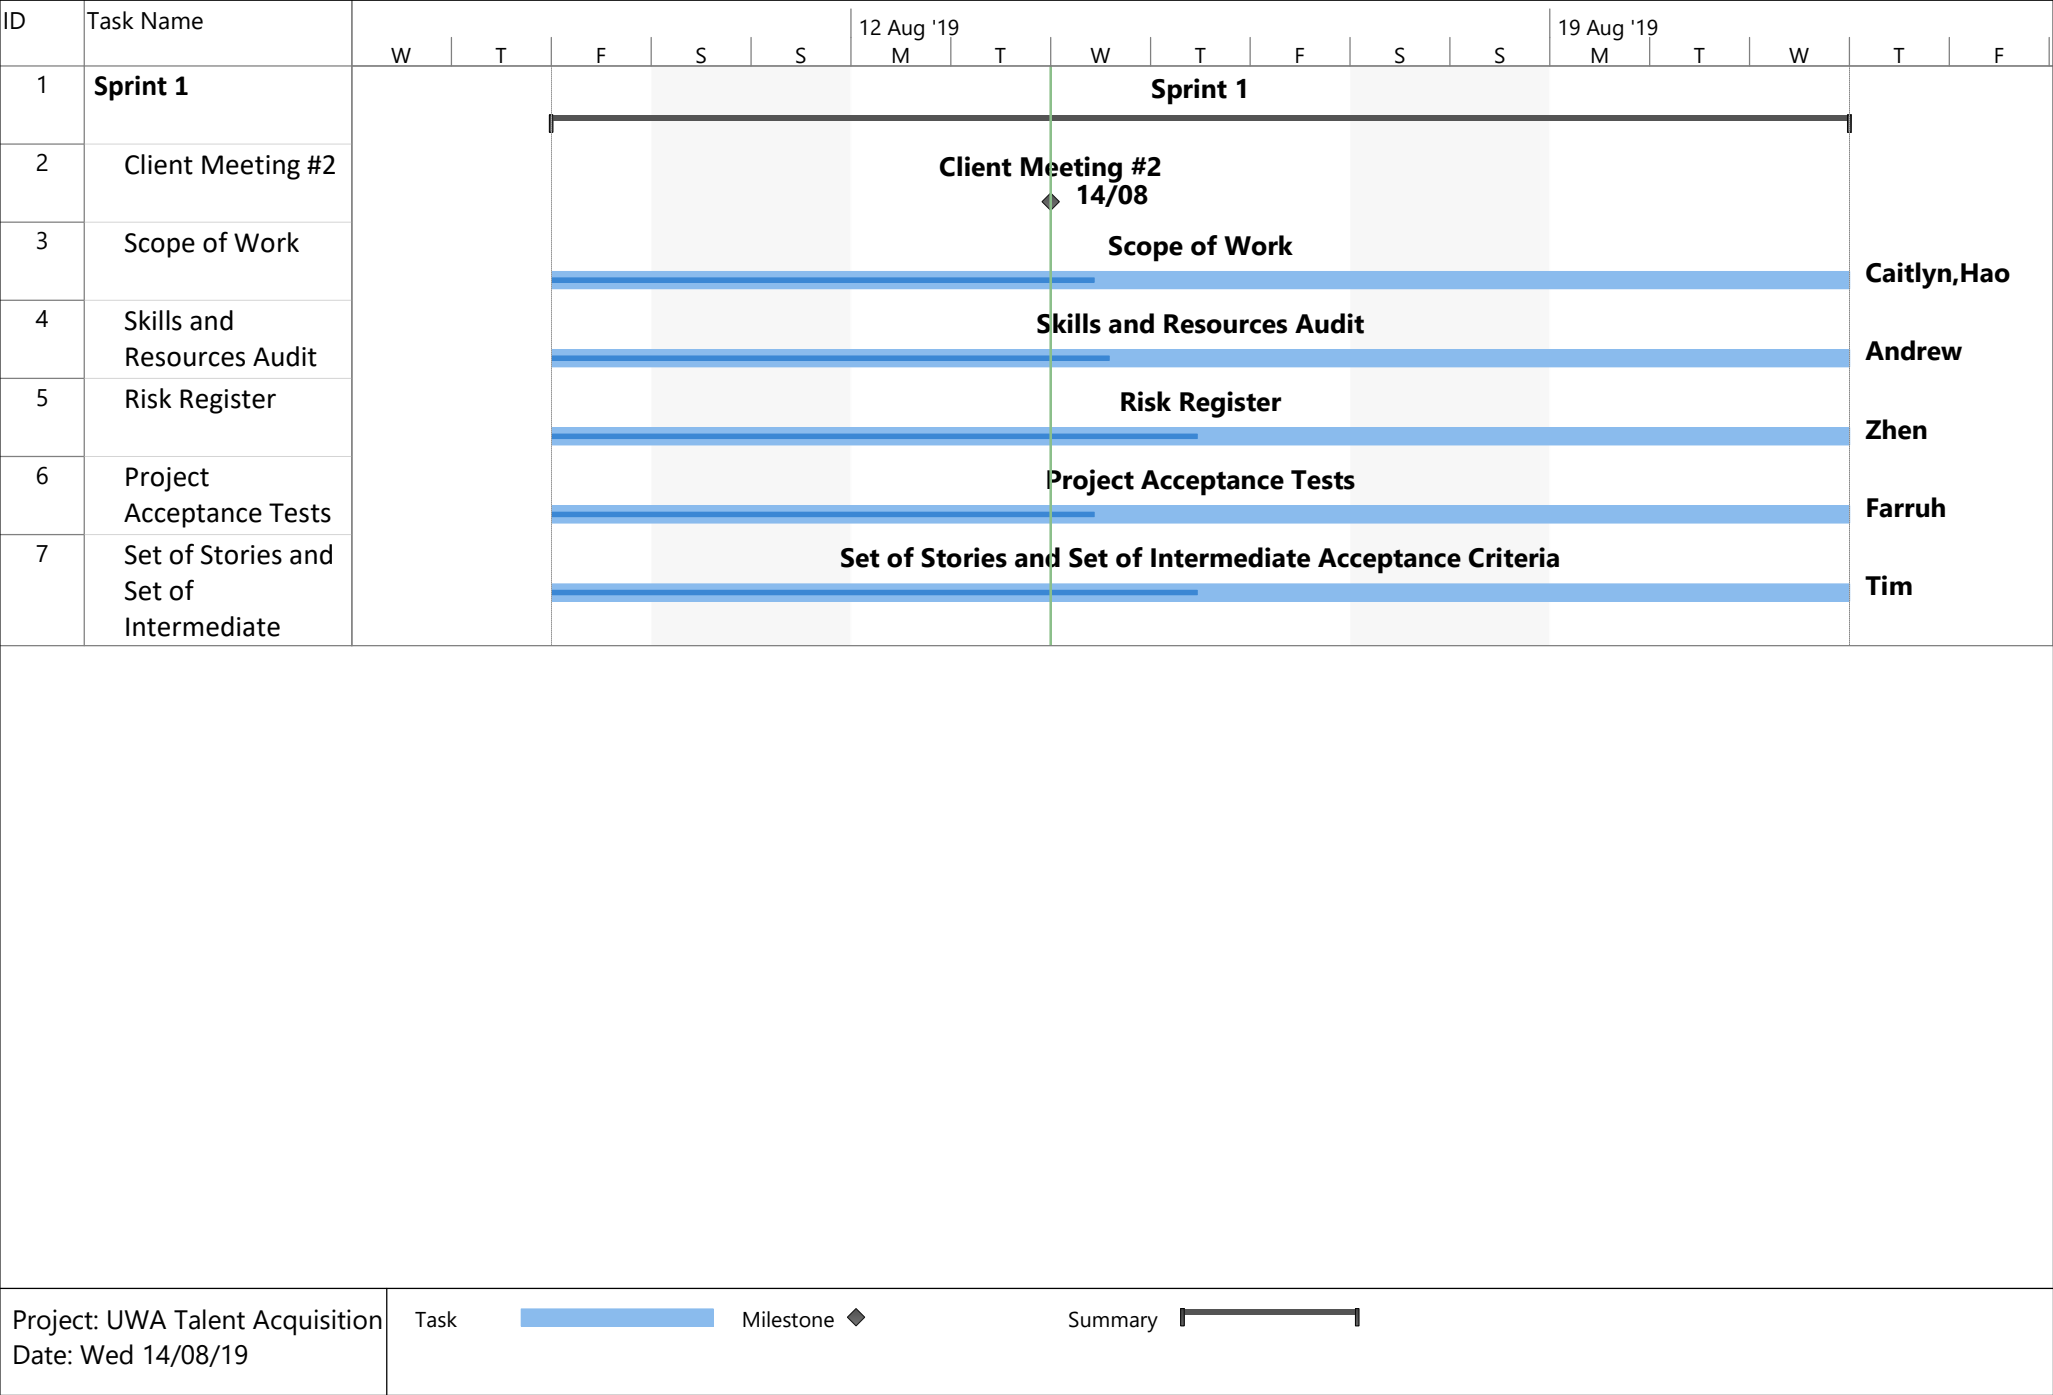 ID Task Name 12 Aug '19 19 Aug '19
W T F S S M T W T F S S M T W T F
1 Sprint 1 Sprint 1
2 Client Meeting #2 Client Meeting #2
14/08
3 Scope of Work Scope of Work
Caitlyn,Hao
4 Skills and Skills and Resources Audit
Resources Audit Andrew
5 Risk Register Risk Register
Zhen
6 Project Project Acceptance Tests
Acceptance Tests Farruh
7 Set of Stories and Set of Stories and Set of Intermediate Acceptance Criteria
Set of Tim
Intermediate
Project: UWA Talent Acquisition Task Milestone Summary
Date: Wed 14/08/19